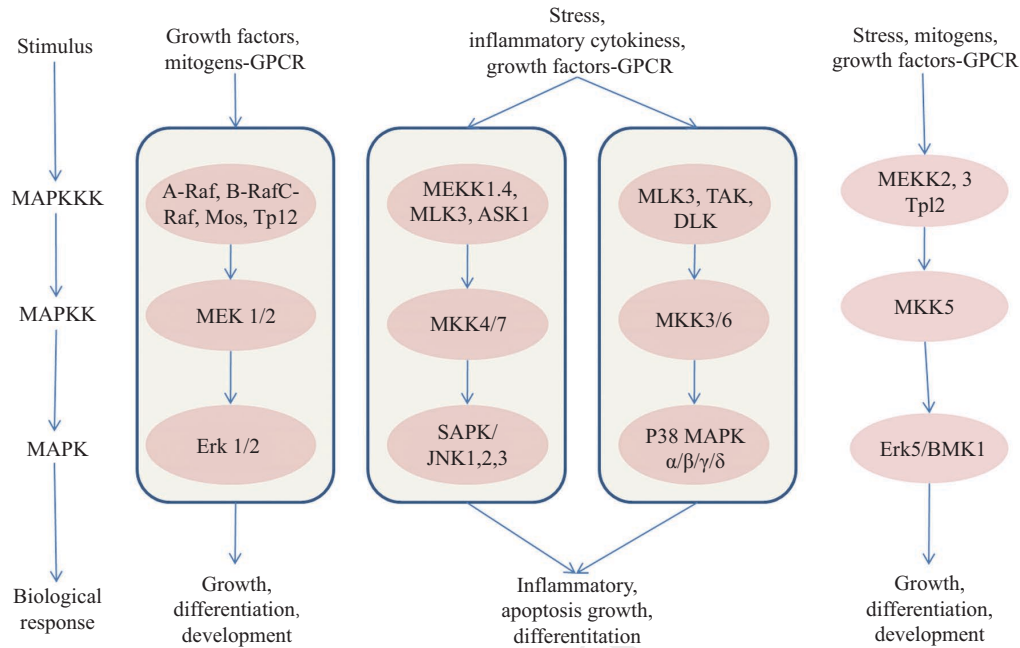 Stimulus
MAPKKK
MAPKK
MAPK
Biological
response
Growth factors,
mitogens-GPCR
A-Raf, B-RafC-
Raf, Mos, Tp12
MEK 1/2
Erk 1/2
Growth,
differentiation,
development
Stress,
inflammatory cytokiness,
growth factors-GPCR
MEKK1.4,
MLK3, ASK1
MKK4/7
SAPK/
JNK1,2,3
MLK3, TAK,
DLK
MKK3/6
P38 MAPK
α/β/γ/δ
Inflammatory,
apoptosis growth,
differentitation
Stress, mitogens,
growth factors-GPCR
MEKK2, 3
Tpl2
MKK5
Erk5/BMK1
Growth,
differentiation,
development